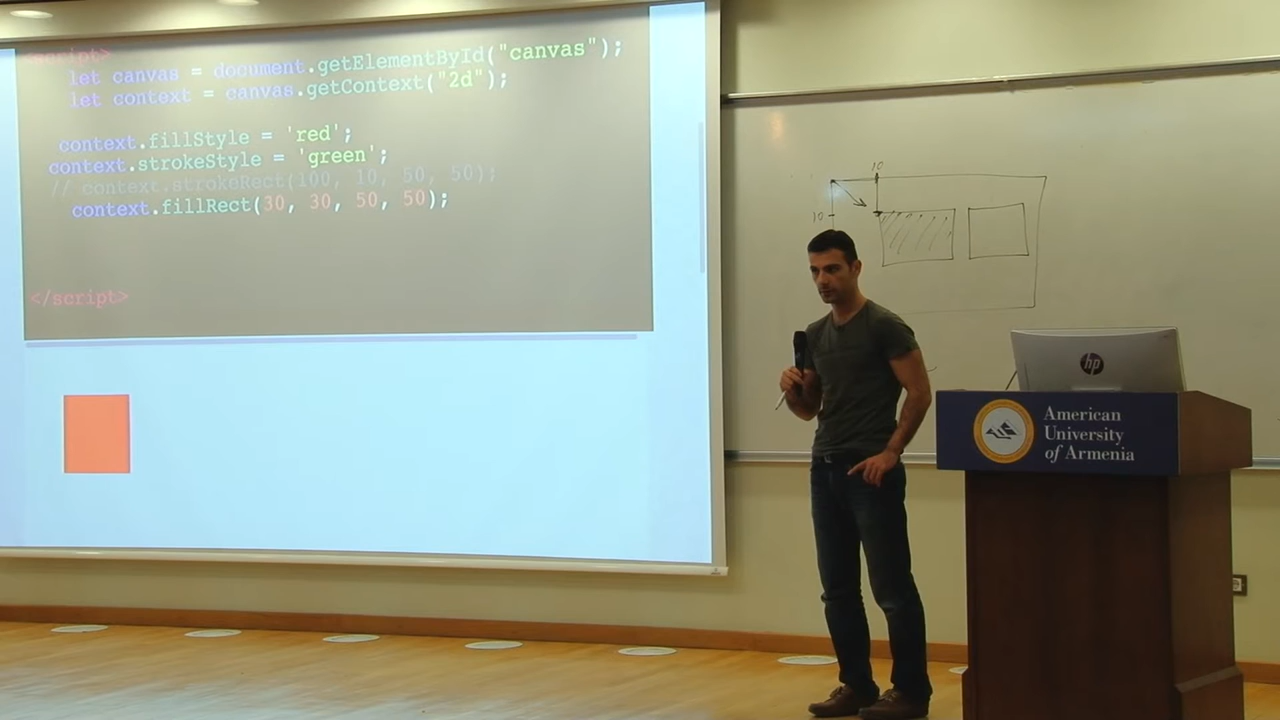 <script>
let canvas = document.getElementById("canvas");
let context = canvas.getContext("2d");
context.fillStyle = 'red';
context.strokeStyle = 'green';
// context.strokeRect(100, 10, 50, 50);
context.fillRect(30, 30, 50, 50);
</script>
10
10
hp
American
University
of Armenia